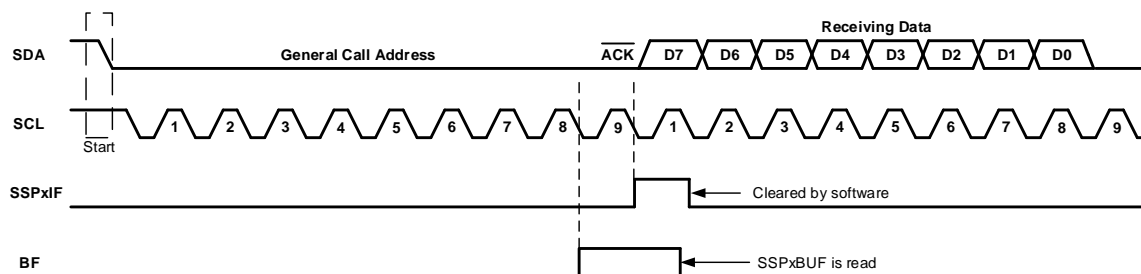 Receiving Data
SDA General Call Address ACK D7 D6 D5 D4 D3 D2 D1 D0
SCL 1 2 3 4 5 6 7 8 9 1 2 3 4 5 6 7 8 9
Start
SSPxIF Cleared by software
BF SSPxBUF is read